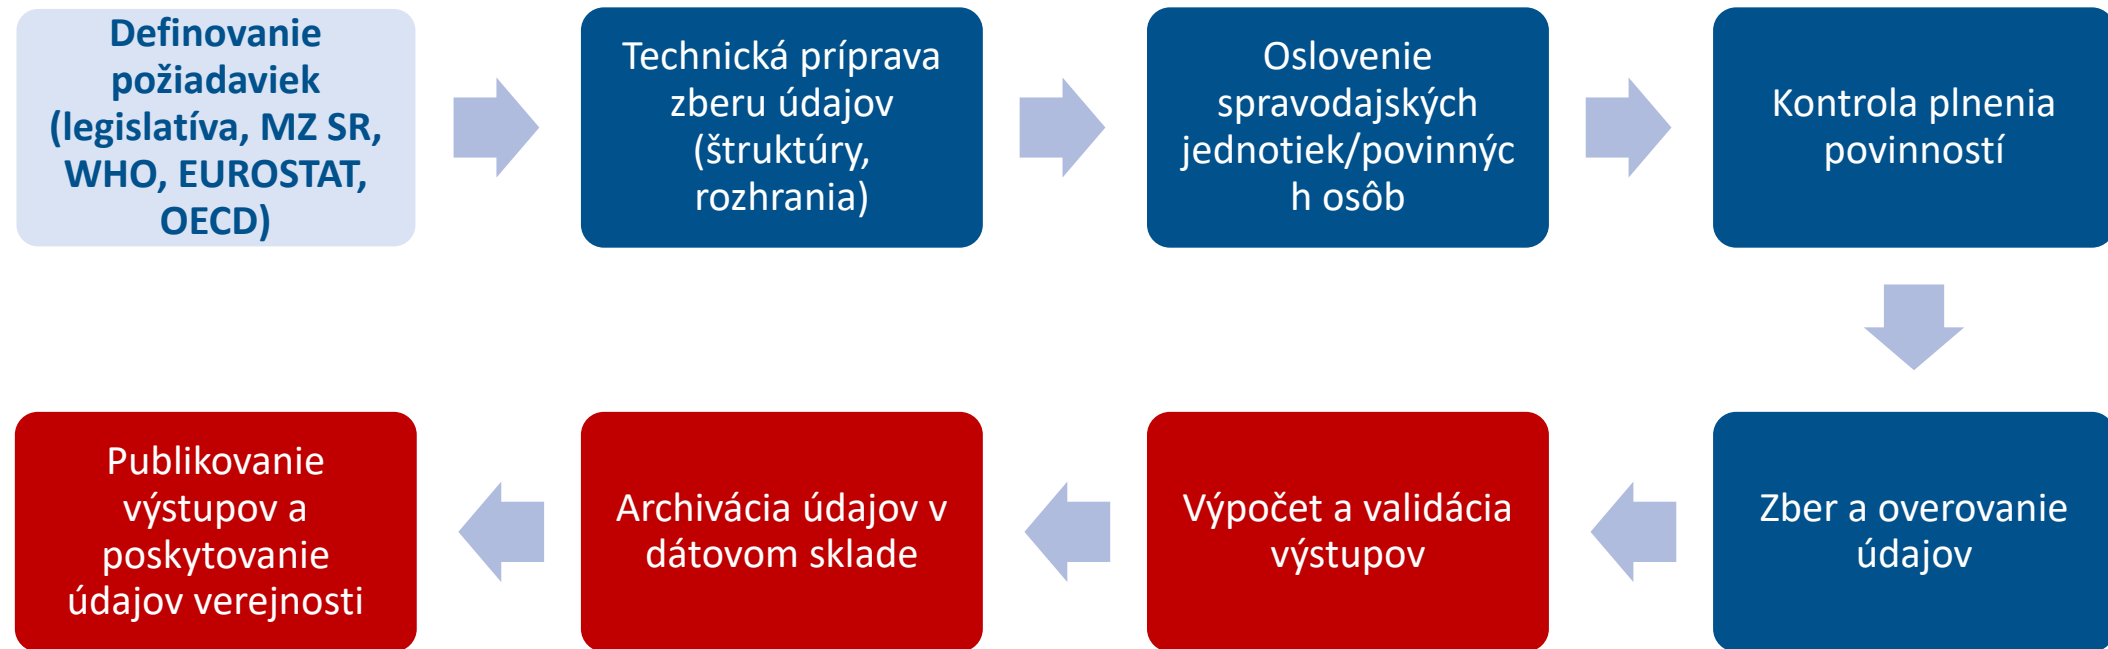 Definovanie
požiadaviek
(legislatíva, MZ SR,
WHO, EUROSTAT,
OECD)
Technická príprava
zberu údajov
(štruktúry,
rozhrania)
Oslovenie
spravodajských
jednotiek/povinnýc
h osôb
Kontrola plnenia
povinností
Zber a overovanie
údajov
Výpočet a validácia
výstupov
Archivácia údajov v
dátovom sklade
Publikovanie
výstupov a
poskytovanie
údajov verejnosti